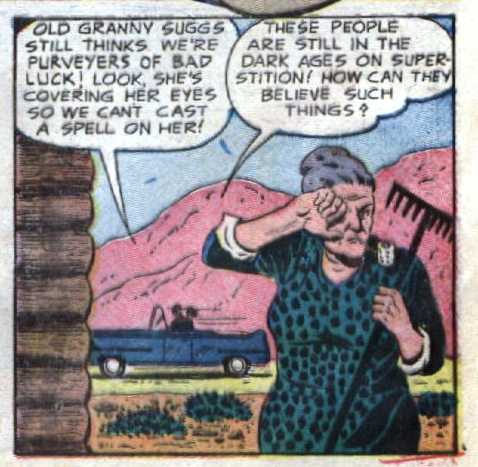 OLD GRANNY SUGGS
STILL THINKS WE'RE
PURVEYERS OF BAD
LUCK! LOOK, SHE'S
COVERING HER EYES
SO WE CANT CAST
A SPELL ON HER!
THESE PEOPLE
ARE STILL IN THE
DARK AGES ON SUPER-
STITION! HOW CAN THEY
BELIEVE SUCH
THINGS?